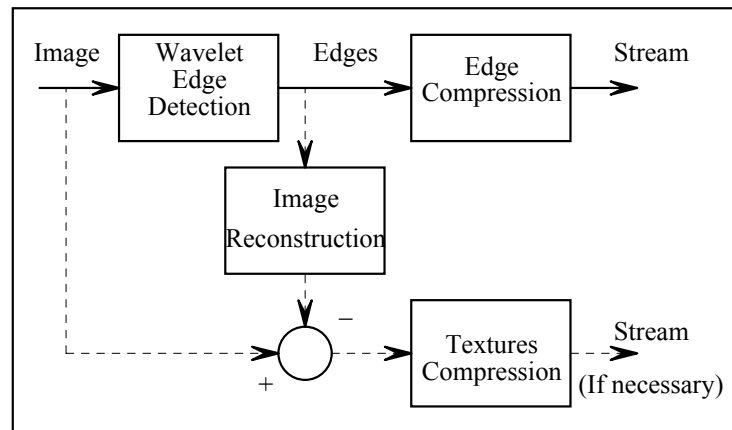 Image
Wavelet
Edge
Detection
Edges
Edge
Compression
Stream
Image
Reconstruction
−
+
Textures
Compression
Stream
(If necessary)